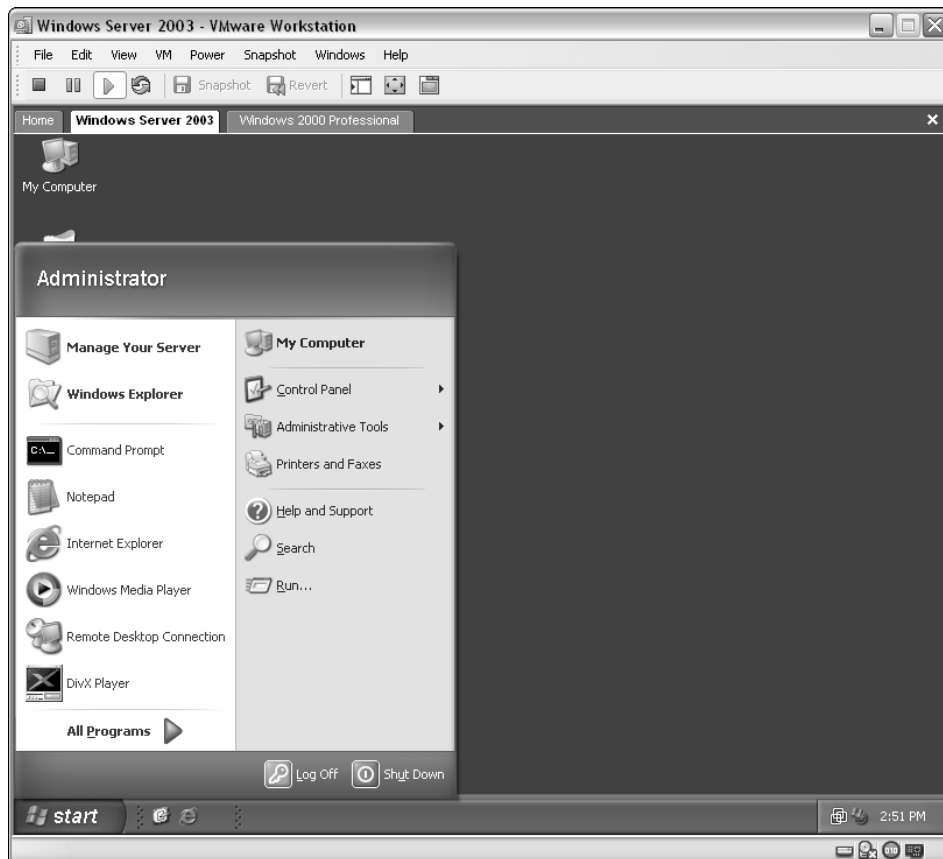 Windows Server 2003 - VMware Workstation
File Edit View VM Power Snapshot Windows Help
Snapshot Revert
Home Windows Server 2003 Windows 2000 Professional
My Computer
Administrator
Manage Your Server
Windows Explorer
Command Prompt
Notepad
Internet Explorer
Windows Media Player
Remote Desktop Connection
DivX Player
All Programs
My Computer
Control Panel
Administrative Tools
Printers and Faxes
Help and Support
Search
Run...
Log Off Shut Down
start 2:51 PM